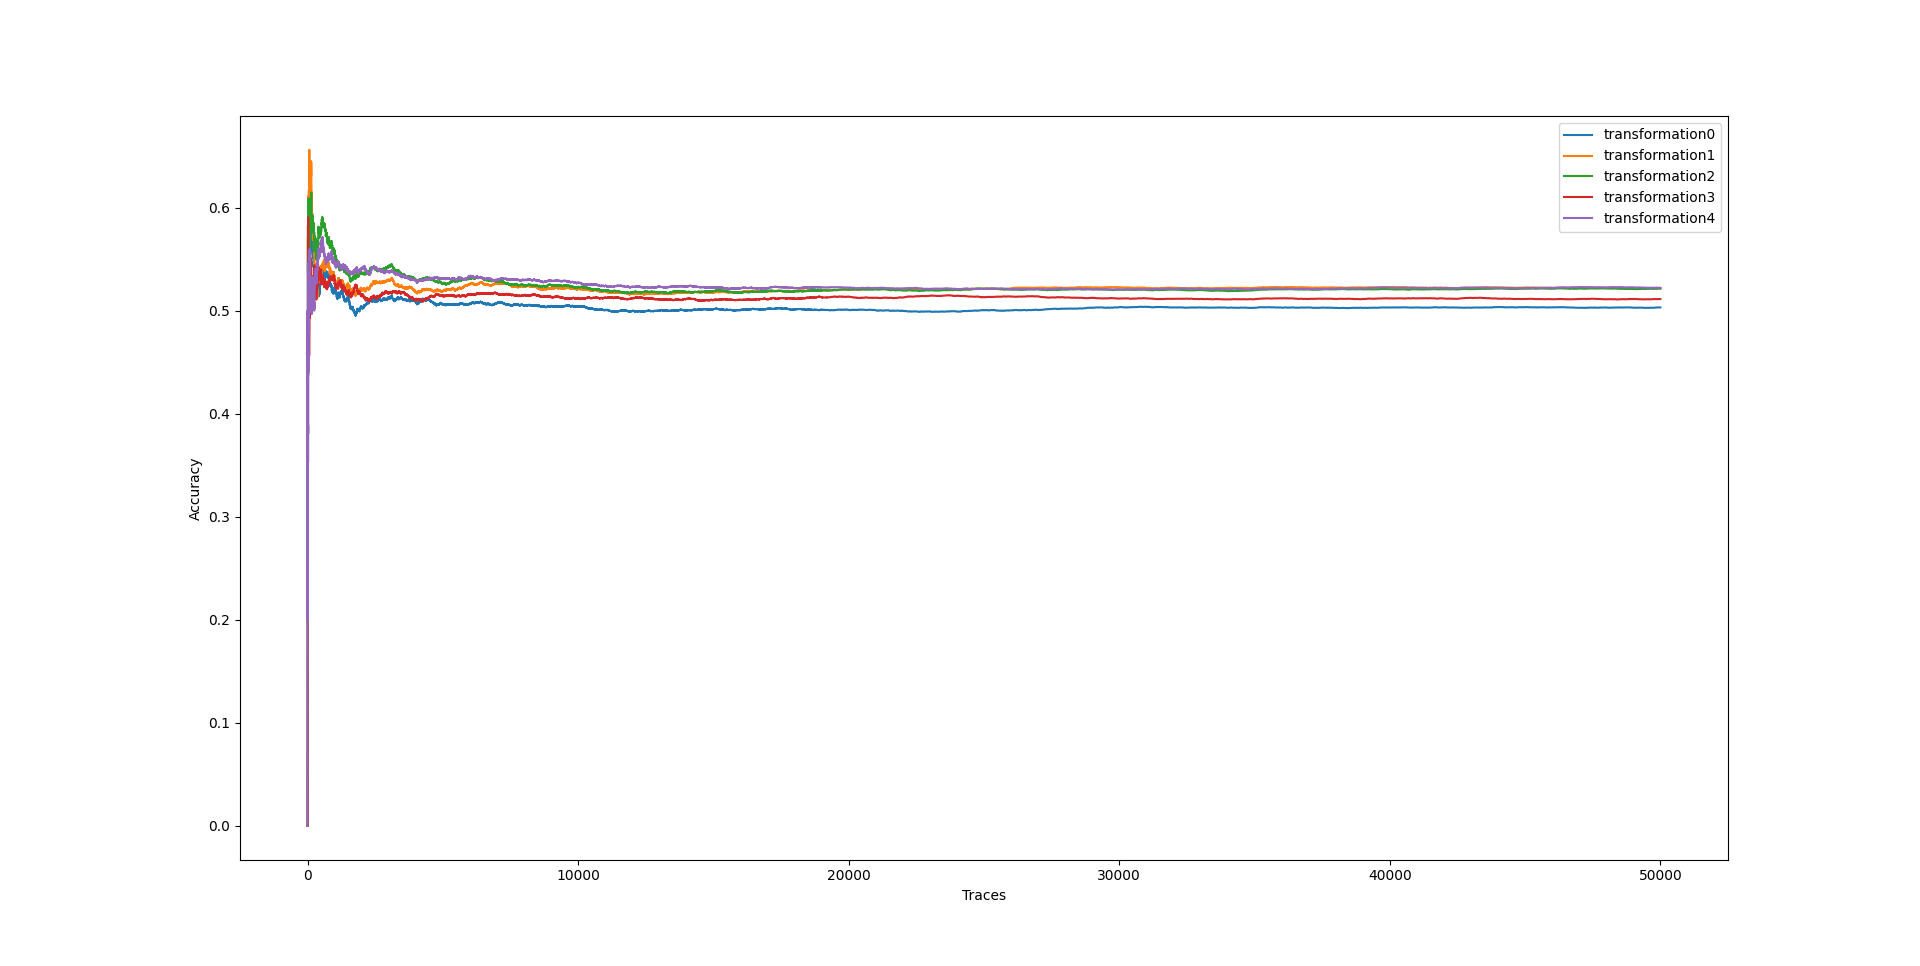 transformation0
transformation1
transformation2
transformation3
transformation4
0.6
0.5
0.4
0.3
0.2
0.1
0.0
Accuracy
0 10000 20000 30000 40000 50000
Traces